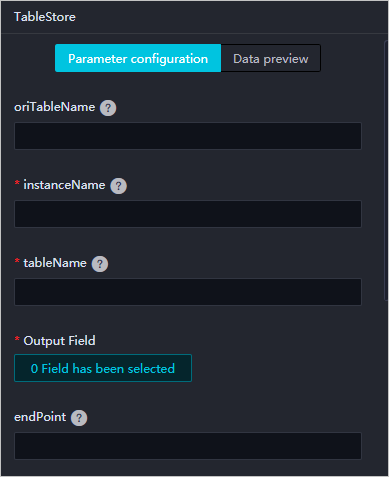 TableStore
Parameter configuration Data preview
oriTableName ?
* instanceName ?
* tableName ?
* Output Field
0 Field has been selected
endPoint ?